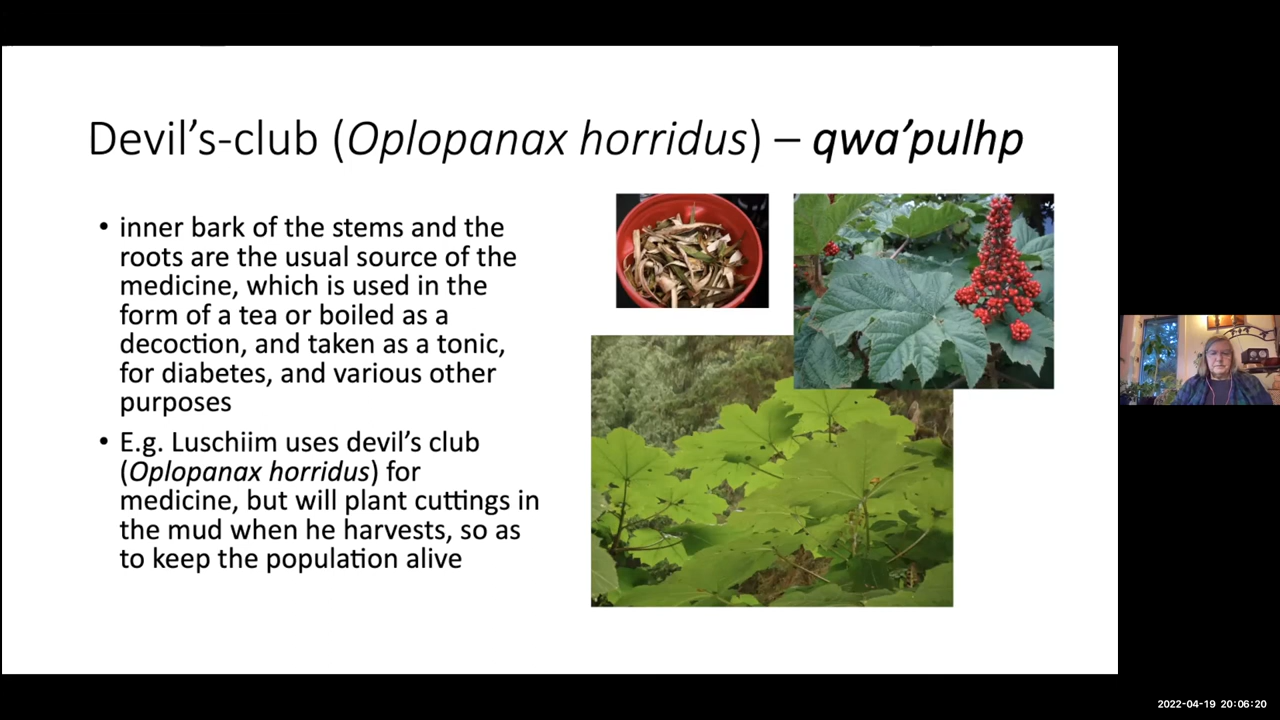 Devil’s-club (Oplopanax horridus) – qwa’pulhp
• inner bark of the stems and the
roots are the usual source of the
medicine, which is used in the
form of a tea or boiled as a
decoction, and taken as a tonic,
for diabetes, and various other
purposes
• E.g. Luschiim uses devil’s club
(Oplopanax horridus) for
medicine, but will plant cuttings in
the mud when he harvests, so as
to keep the population alive
2022-04-19 20:06:20